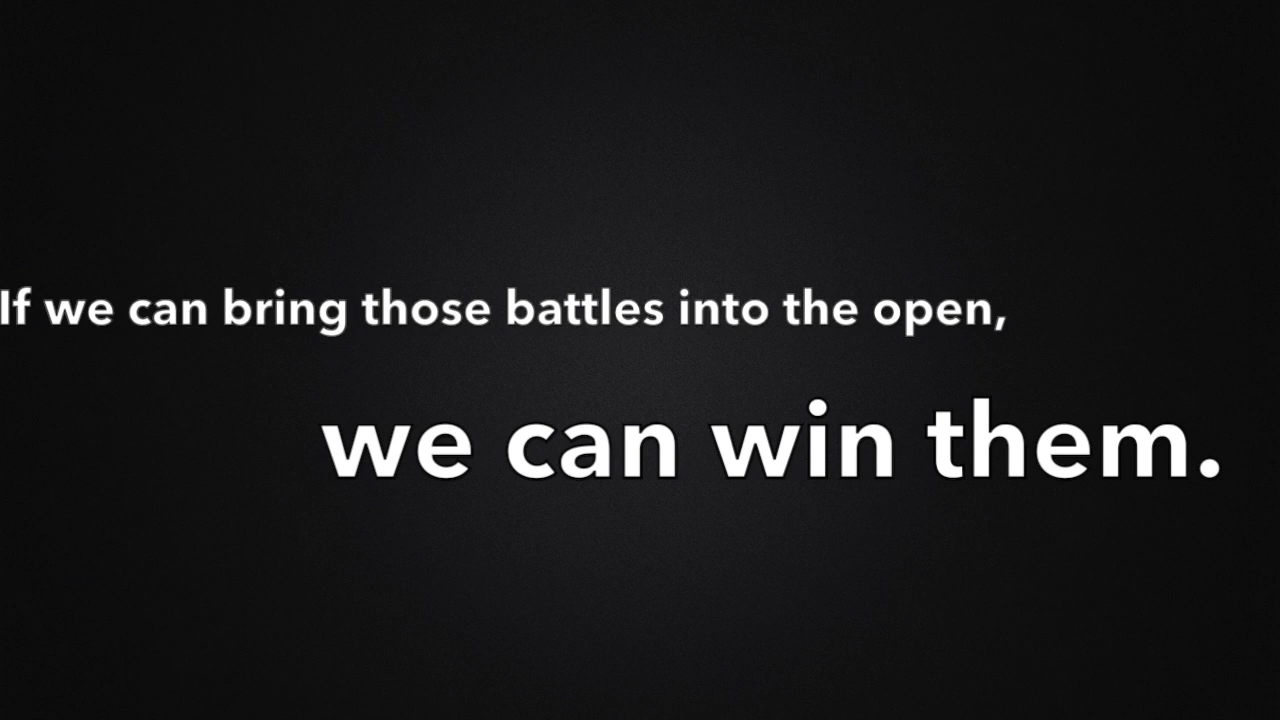 If we can bring those battles into the open,
we can win them.